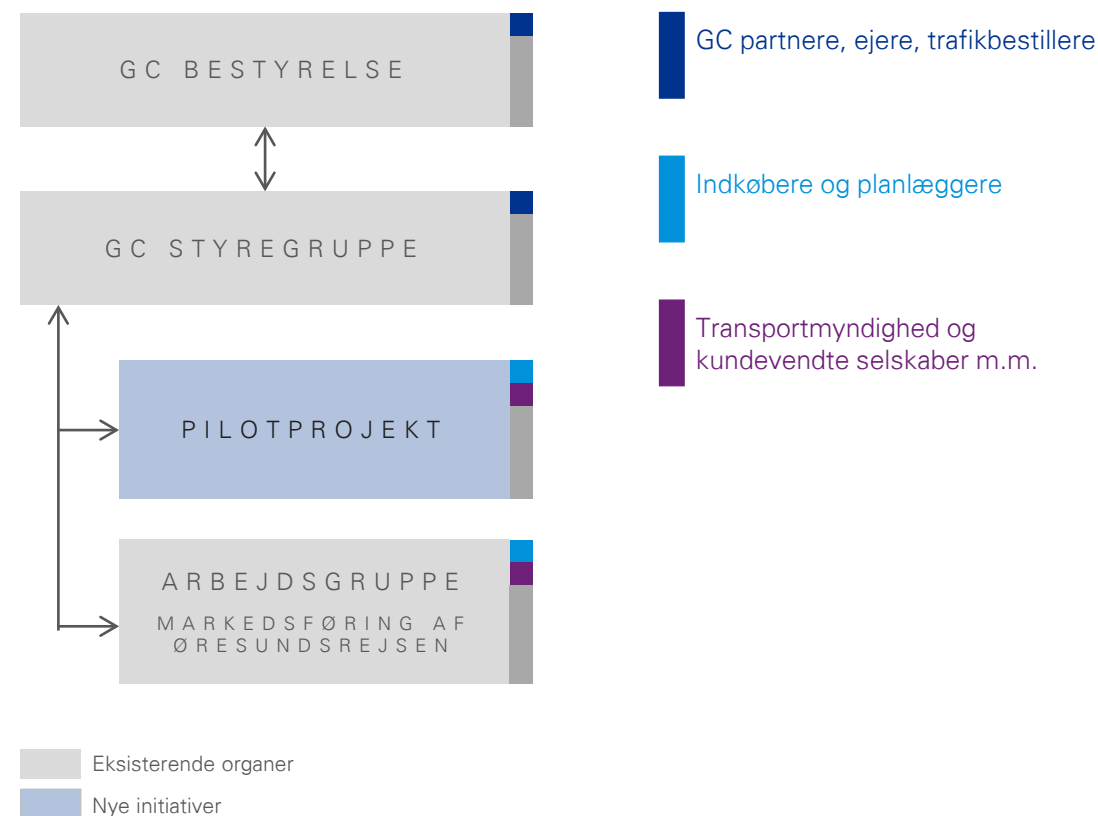 GC BESTYRELSE
GC STYREGRUPPE
PILOTPROJEKT
ARBEJDSGRUPPE
MARKEDSFØRING AF
ØRESUNDSREJSEN
Eksisterende organer
Nye initiativer
GC partnere, ejere, trafikbestillere
Indkøbere og planlæggere
Transportmyndighed og
kundevendte selskaber m.m.